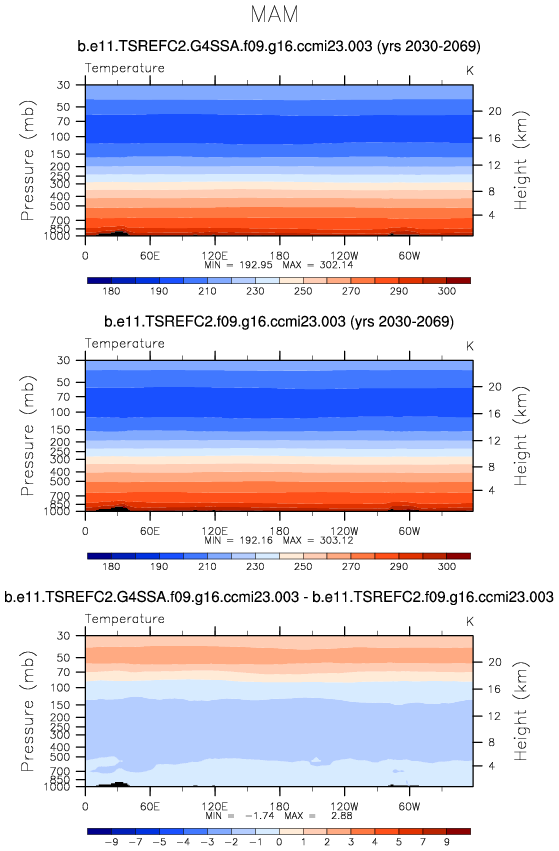 MAM
b.e11.TSREFC2.G4SSA.f09.g16.ccmi23.003 (yrs 2030-2069)
Temperature K
Pressure (mb)
30
50
70
100
150
200
250
300
400
500
700
850
1000
20
16
12
8
4
Height (km)
0 60E 120E 180 120W 60W
MIN = 192.95 MAX = 302.14
180 190 210 230 250 270 290 300
b.e11.TSREFC2.f09.g16.ccmi23.003 (yrs 2030-2069)
Temperature K
Pressure (mb)
30
50
70
100
150
200
250
300
400
500
700
850
1000
20
16
12
8
4
Height (km)
0 60E 120E 180 120W 60W
MIN = 192.16 MAX = 303.12
180 190 210 230 250 270 290 300
b.e11.TSREFC2.G4SSA.f09.g16.ccmi23.003 - b.e11.TSREFC2.f09.g16.ccmi23.003
Temperature K
Pressure (mb)
30
50
70
100
150
200
250
300
400
500
700
850
1000
20
16
12
8
4
Height (km)
0 60E 120E 180 120W 60W
MIN = -1.74 MAX = 2.88
-9 -7 -5 -4 -3 -2 -1 0 1 2 3 4 5 7 9